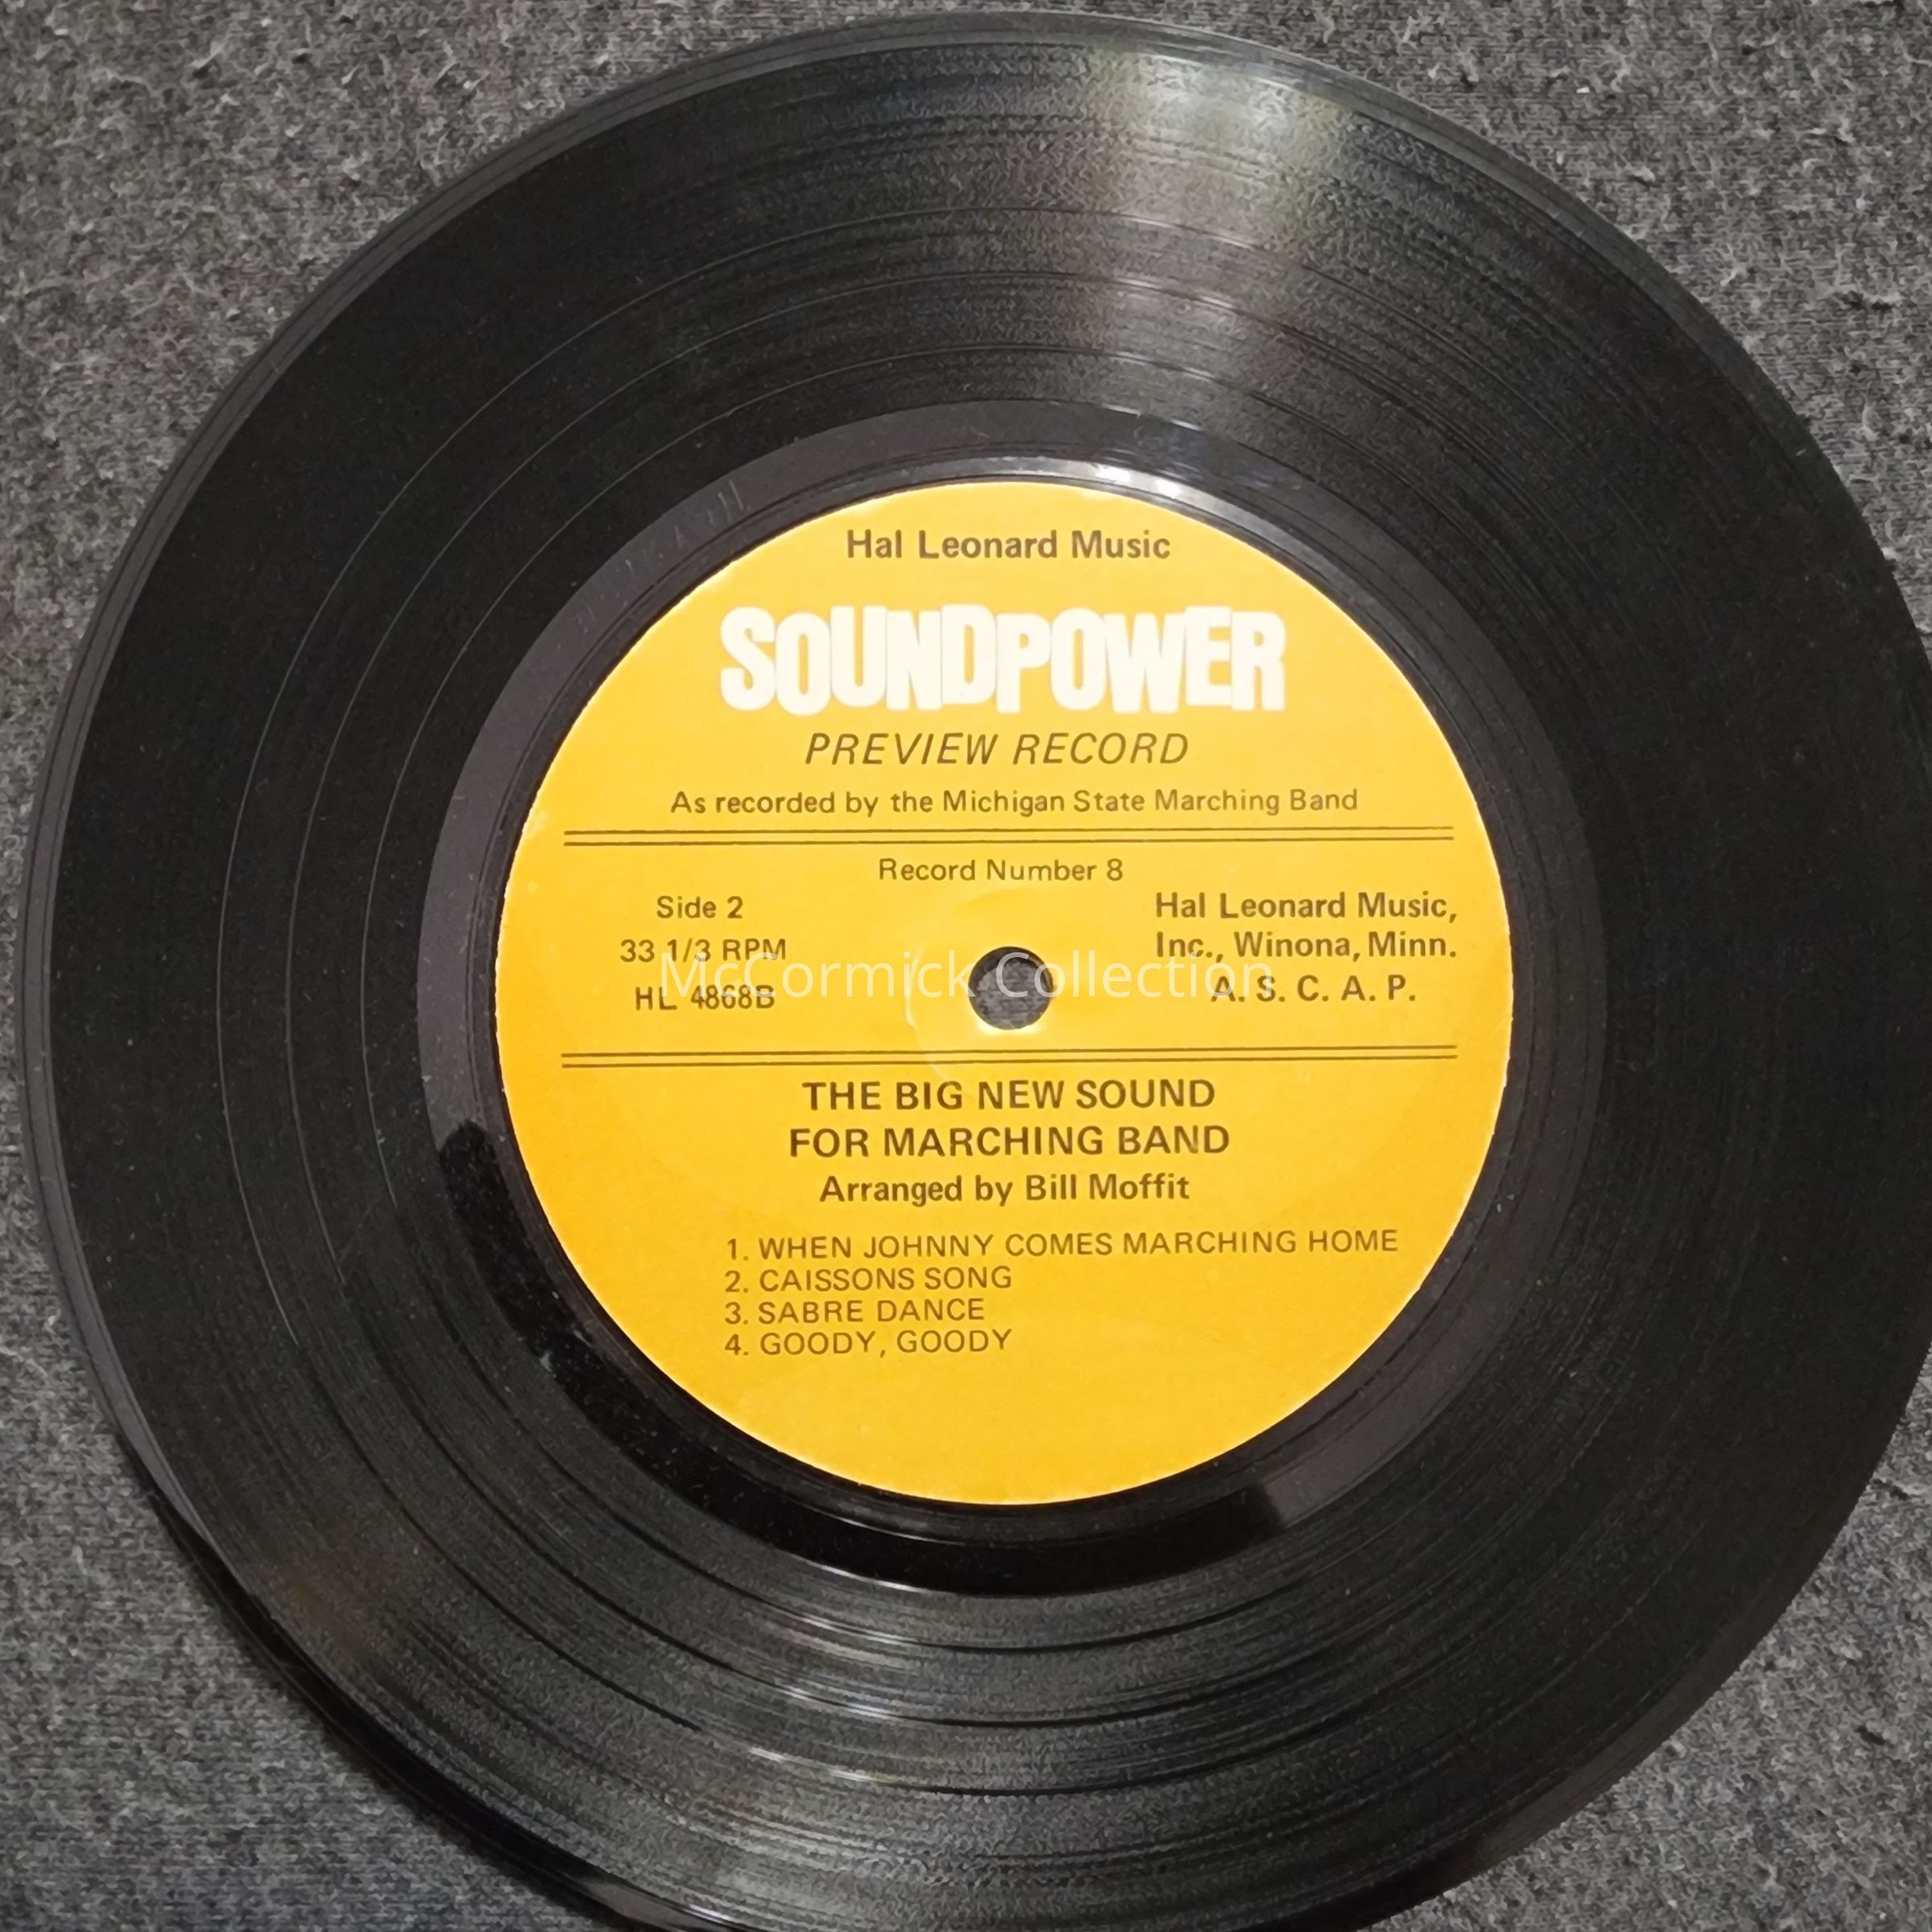 Hal Leonard Music
SOUNDPOWER
PREVIEW RECORD
As recorded by the Michigan State Marching Band
Record Number 8
Side 2
33 1/3 RPM
HL 4868B
Hal Leonard Music,
Inc., Winona, Minn.
A. S. C. A. P.
McCormick Collection
THE BIG NEW SOUND
FOR MARCHING BAND
Arranged by Bill Moffit
1. WHEN JOHNNY COMES MARCHING HOME
2. CAISSONS SONG
3. SABRE DANCE
4. GOODY, GOODY